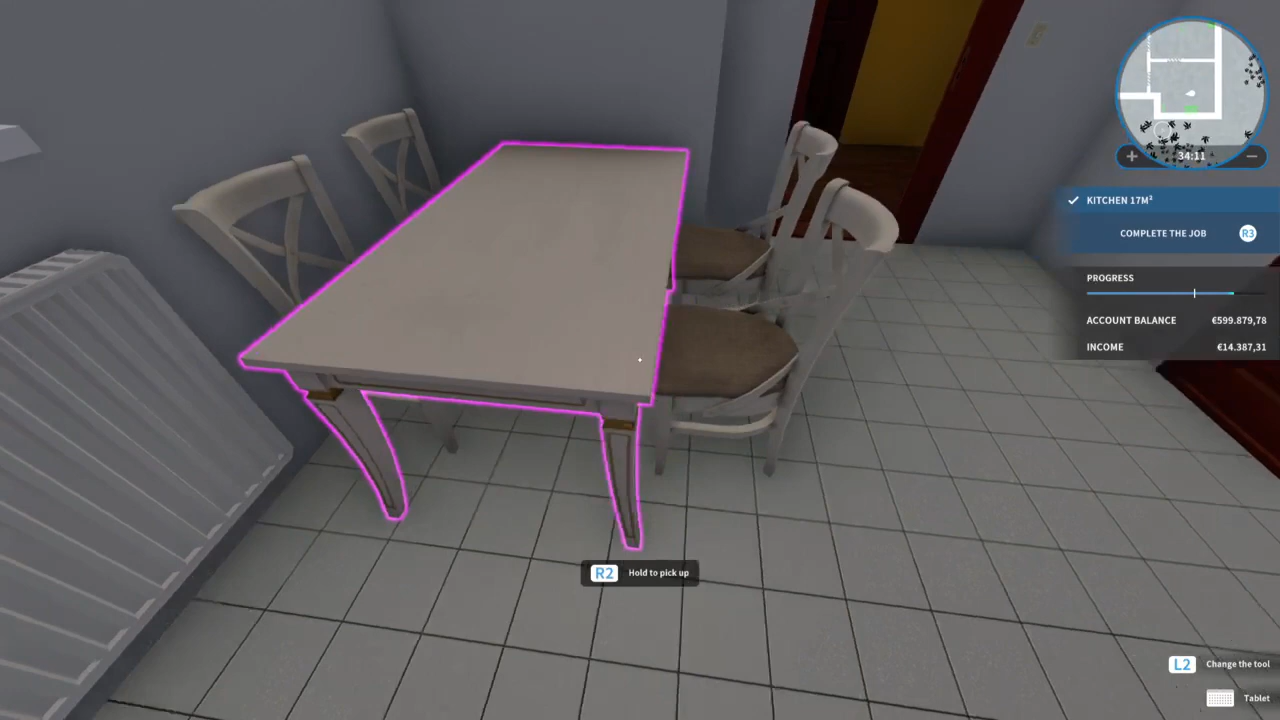 + 34:11 −
KITCHEN 17M²
COMPLETE THE JOB R3
PROGRESS
ACCOUNT BALANCE €599.879,78
INCOME €14.387,31
R2 Hold to pick up
L2 Change the tool
Tablet